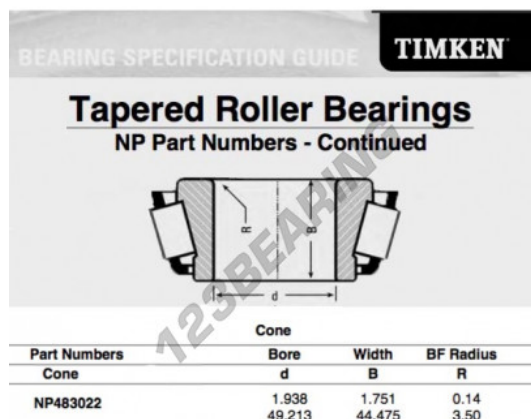 BEARING SPECIFICATION GUIDE
TIMKEN
Tapered Roller Bearings
NP Part Numbers - Continued
R
B
d
123BEARING
Cone
Part Numbers Bore Width BF Radius
Cone d B R
NP483022 1.938 1.751 0.14
49.213 44.475 3.50